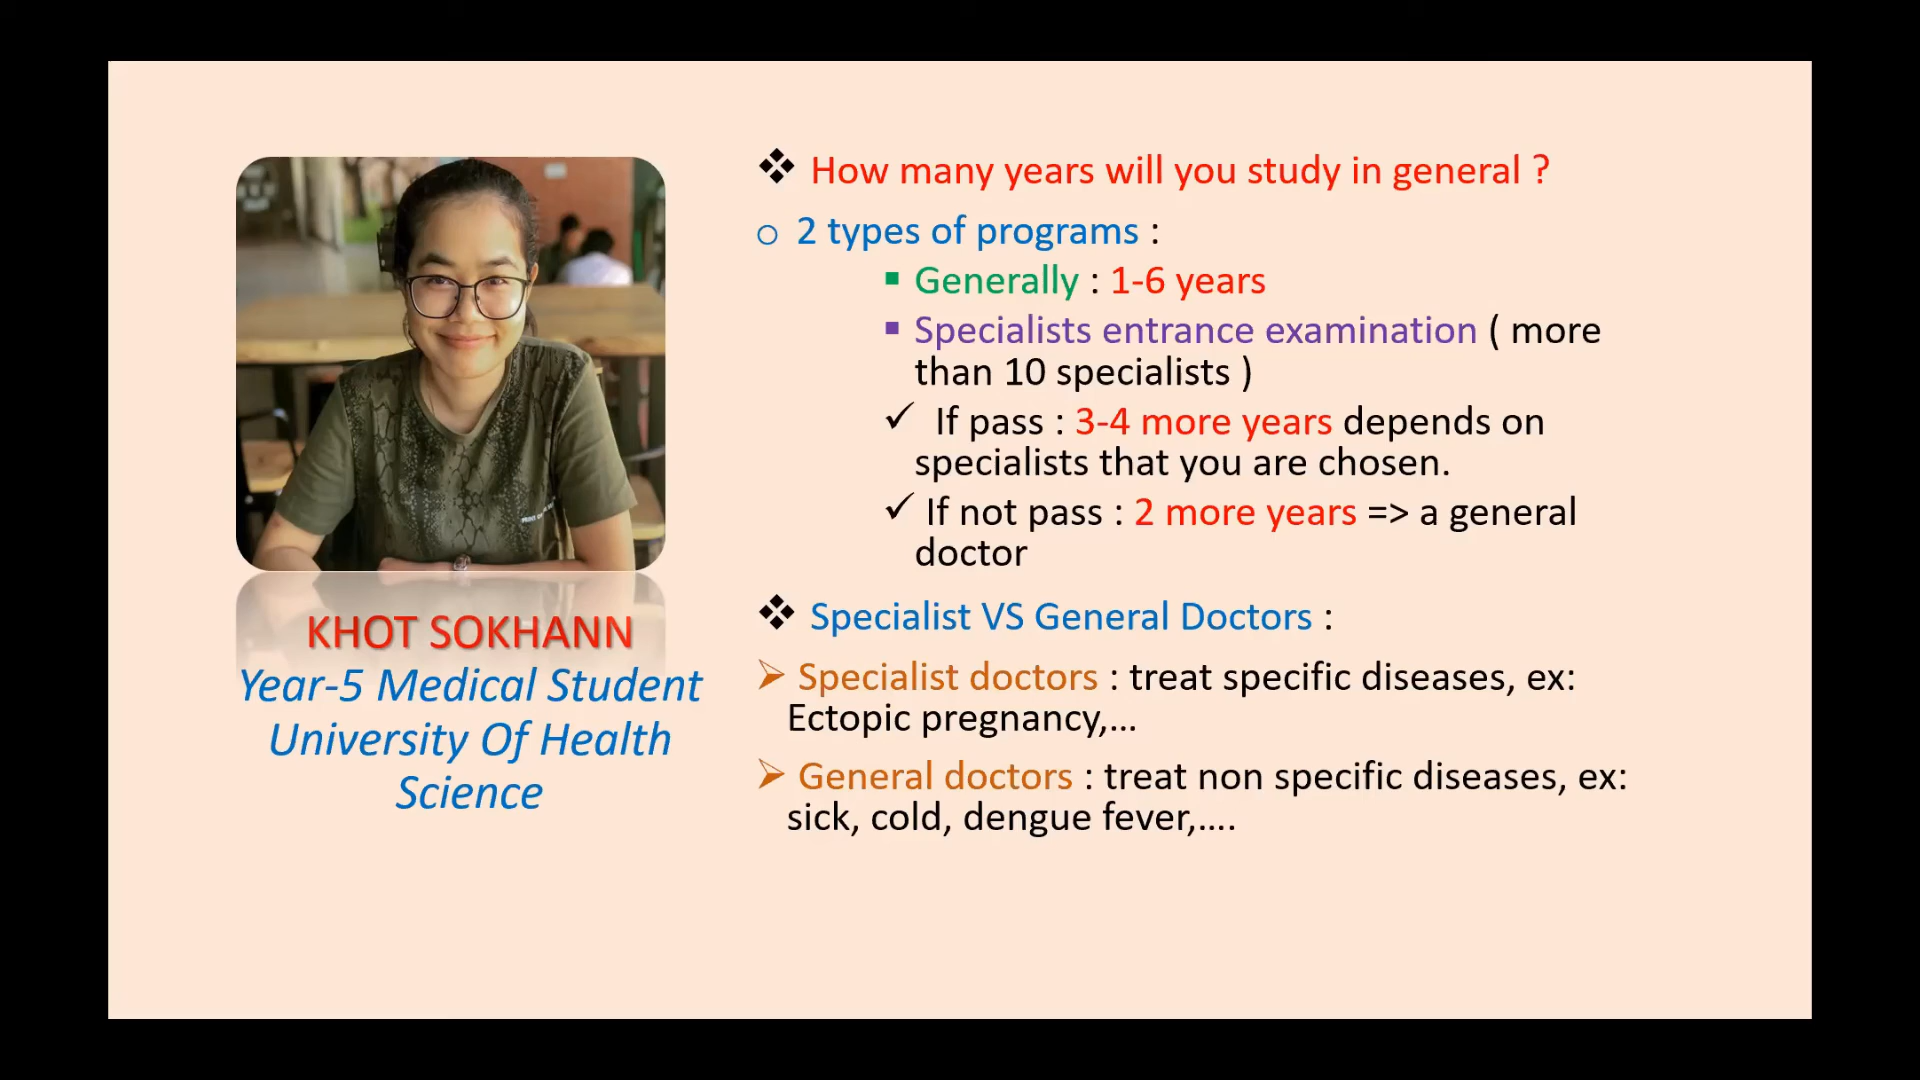 KHOT SOKHANN
Year-5 Medical Student
University Of Health
Science
How many years will you study in general ?
2 types of programs :
Generally : 1-6 years
Specialists entrance examination ( more
than 10 specialists )
If pass : 3-4 more years depends on
specialists that you are chosen.
If not pass : 2 more years => a general
doctor
Specialist VS General Doctors :
Specialist doctors : treat specific diseases, ex:
Ectopic pregnancy,...
General doctors : treat non specific diseases, ex:
sick, cold, dengue fever,....